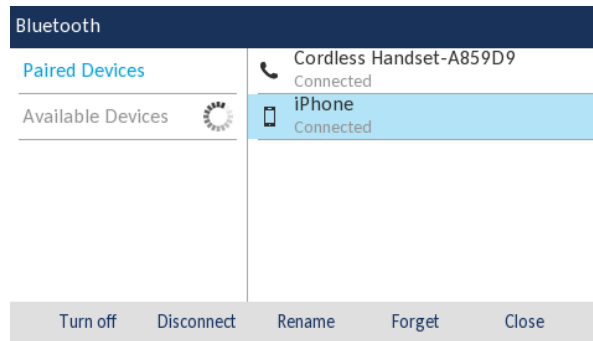 Bluetooth
Paired Devices
Available Devices
Cordless Handset-A859D9
Connected
iPhone
Connected
Turn off Disconnect Rename Forget Close